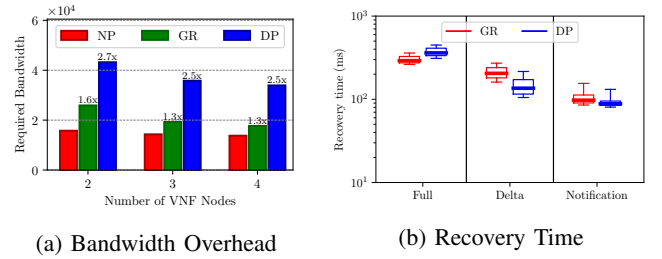 ×10⁴
NP GR DP
Required Bandwidth
6
4
2
0
1.6x
2.7x
1.3x
2.5x
1.3x
2.5x
2 3 4
Number of VNF Nodes
(a) Bandwidth Overhead
GR DP
Recovery time (ms)
10³
10²
10¹
Full Delta Notification
(b) Recovery Time